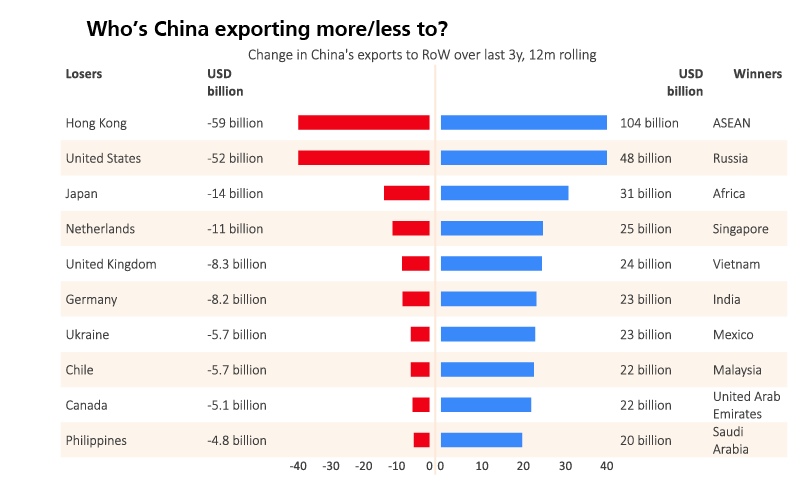 Who's China exporting more/less to?
Change in China's exports to RoW over last 3y, 12m rolling
Losers USD billion USD billion Winners
Hong Kong -59 billion 104 billion ASEAN
United States -52 billion 48 billion Russia
Japan -14 billion 31 billion Africa
Netherlands -11 billion 25 billion Singapore
United Kingdom -8.3 billion 24 billion Vietnam
Germany -8.2 billion 23 billion India
Ukraine -5.7 billion 23 billion Mexico
Chile -5.7 billion 22 billion Malaysia
Canada -5.1 billion 22 billion United Arab Emirates
Philippines -4.8 billion 20 billion Saudi Arabia
-40 -30 -20 -10 0 0 10 20 30 40